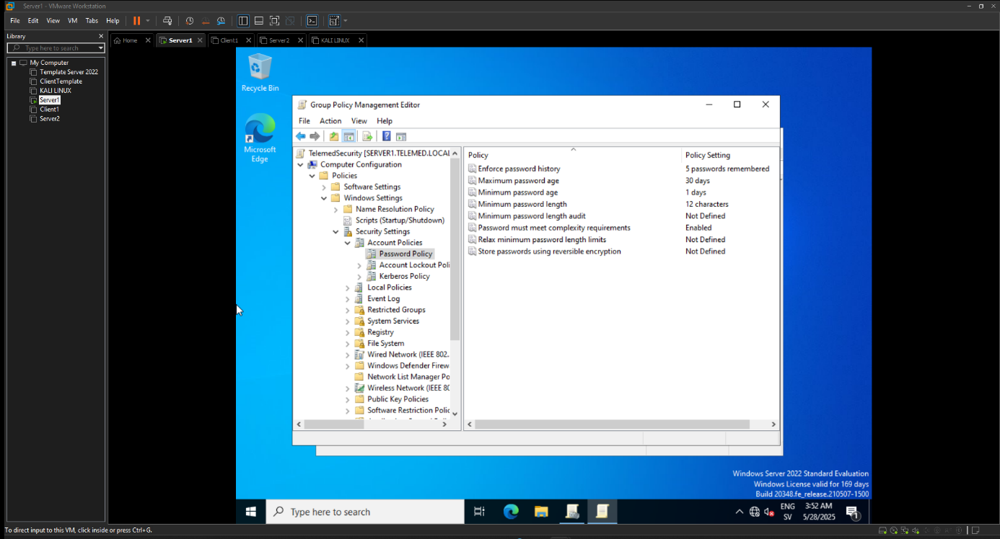 Server1 - VMware Workstation
File Edit View VM Tabs Help
Library
Type here to search
My Computer
Template Server 2022
ClientTemplate
KALI LINUX
Server1
Client1
Server2
Home Server1 Client1 Server2 KALI LINUX
Recycle Bin
Microsoft
Edge
Group Policy Management Editor
File Action View Help
TelemedSecurity [SERVER1.TELEMED.LOCAL
Computer Configuration
Policies
Software Settings
Windows Settings
Name Resolution Policy
Scripts (Startup/Shutdown)
Security Settings
Account Policies
Password Policy
Account Lockout Poli
Kerberos Policy
Local Policies
Event Log
Restricted Groups
System Services
Registry
File System
Wired Network (IEEE 802.
Windows Defender Firew
Network List Manager Po
Wireless Network (IEEE 80
Public Key Policies
Software Restriction Polic
Policy Policy Setting
Enforce password history 5 passwords remembered
Maximum password age 30 days
Minimum password age 1 days
Minimum password length 12 characters
Minimum password length audit Not Defined
Password must meet complexity requirements Enabled
Relax minimum password length limits Not Defined
Store passwords using reversible encryption Not Defined
Windows Server 2022 Standard Evaluation
Windows License valid for 169 days
Build 20348.fe_release.210507-1500
Type here to search
ENG
SV
3:52 AM
5/28/2025
1
To direct input to this VM, click inside or press Ctrl+G.